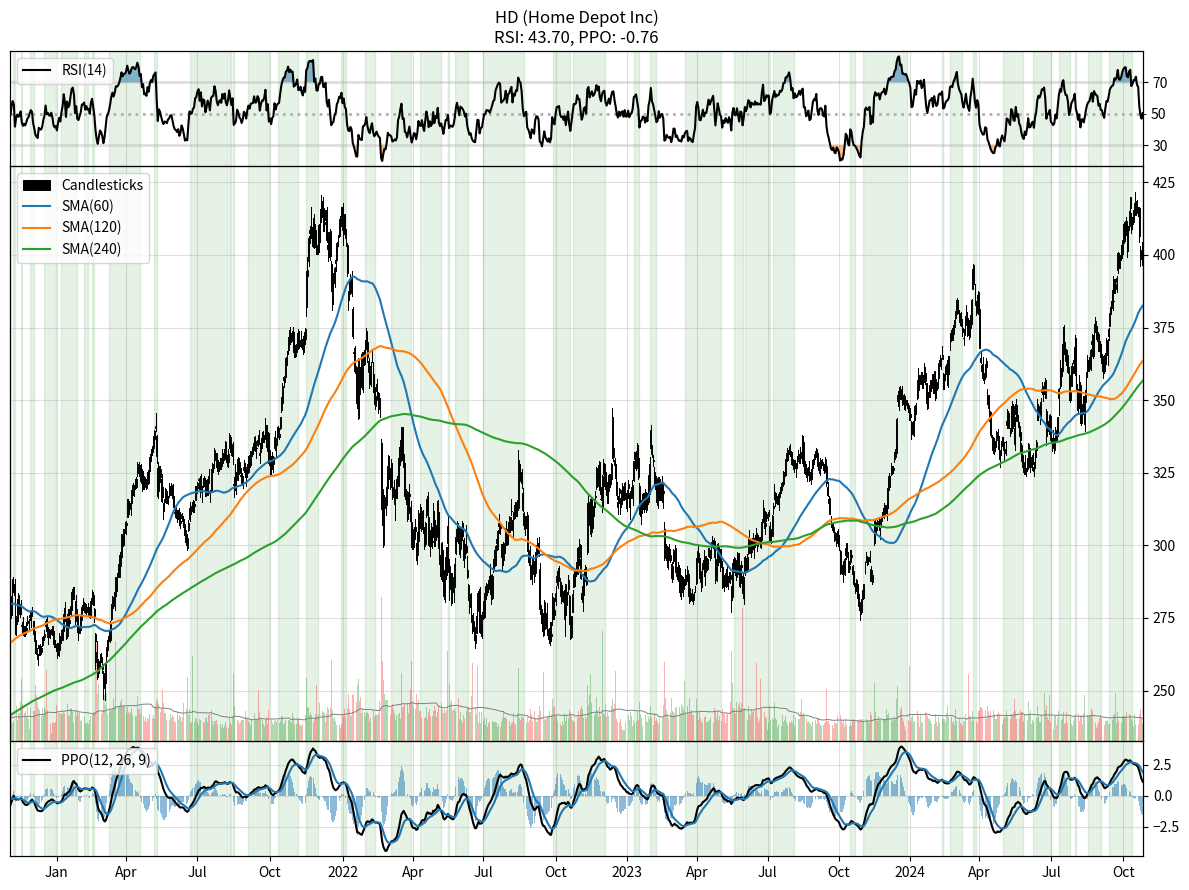 HD (Home Depot Inc)
RSI: 43.70, PPO: -0.76
RSI(14)
70
50
30
Candlesticks
SMA(60)
SMA(120)
SMA(240)
425
400
375
350
325
300
275
250
PPO(12, 26, 9)
2.5
0.0
−2.5
Jan Apr Jul Oct 2022 Apr Jul Oct 2023 Apr Jul Oct 2024 Apr Jul Oct